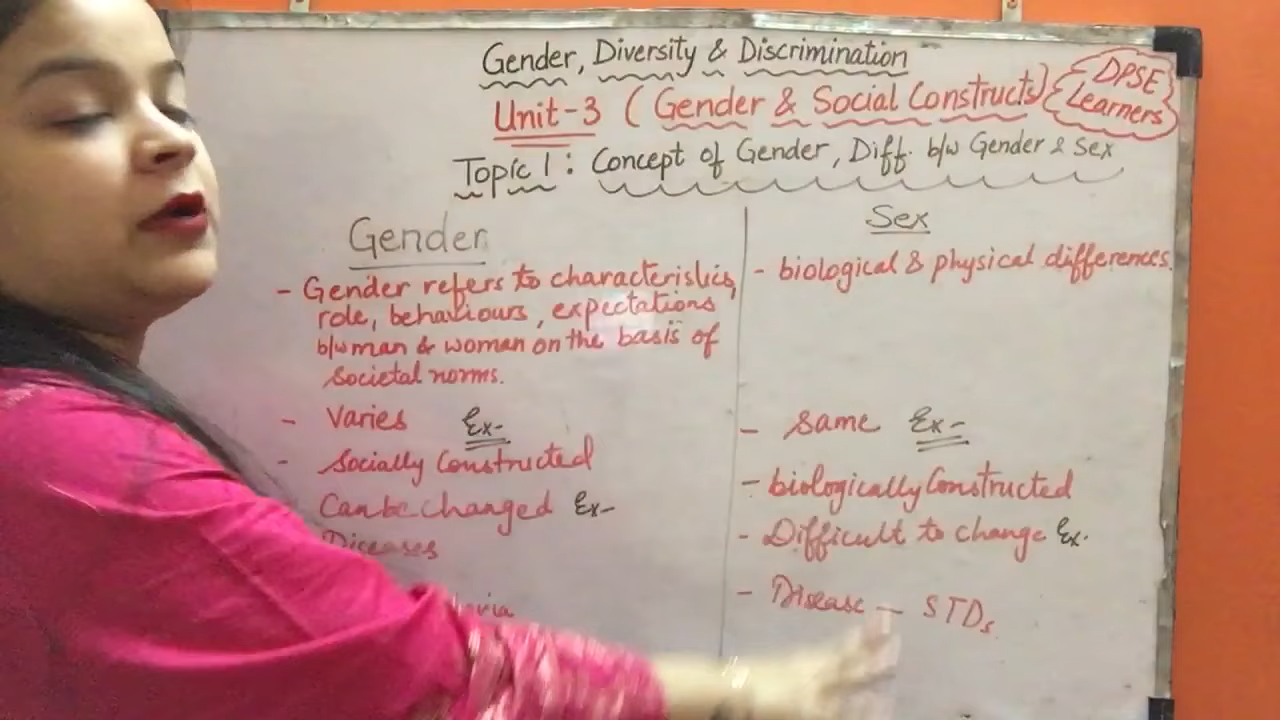 Gender, Diversity & Discrimination
Unit-3 (Gender & Social Constructs)
DPSE
Learners
Topic 1: Concept of Gender, Diff. b/w Gender & Sex
Gender
- Gender refers to characteristics,
role, behaviours, expectations
b/w man & woman on the basis of
societal norms.
- Varies Ex-
- Socially Constructed
Can be changed Ex-
Diceases
Sex
- biological & physical differences.
- Same Ex-
- biologically Constructed
- Difficult to change Ex.
- Disease - STDs